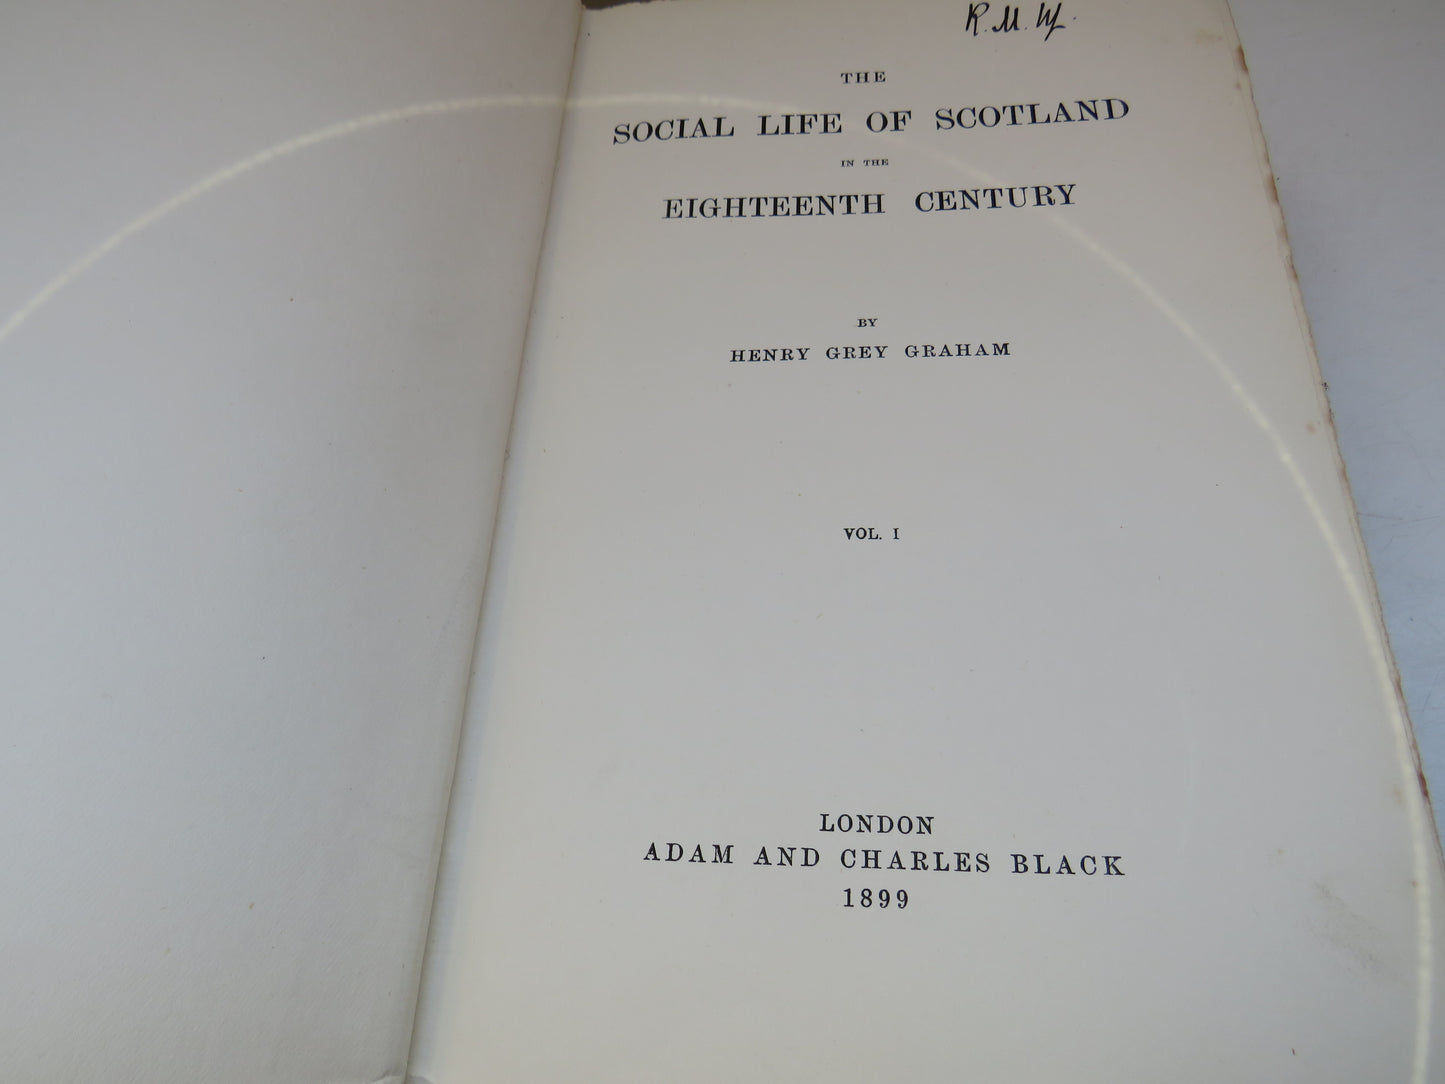 THE
SOCIAL LIFE OF SCOTLAND
IN THE
EIGHTEENTH CENTURY
BY
HENRY GREY GRAHAM
VOL. I
LONDON
ADAM AND CHARLES BLACK
1899